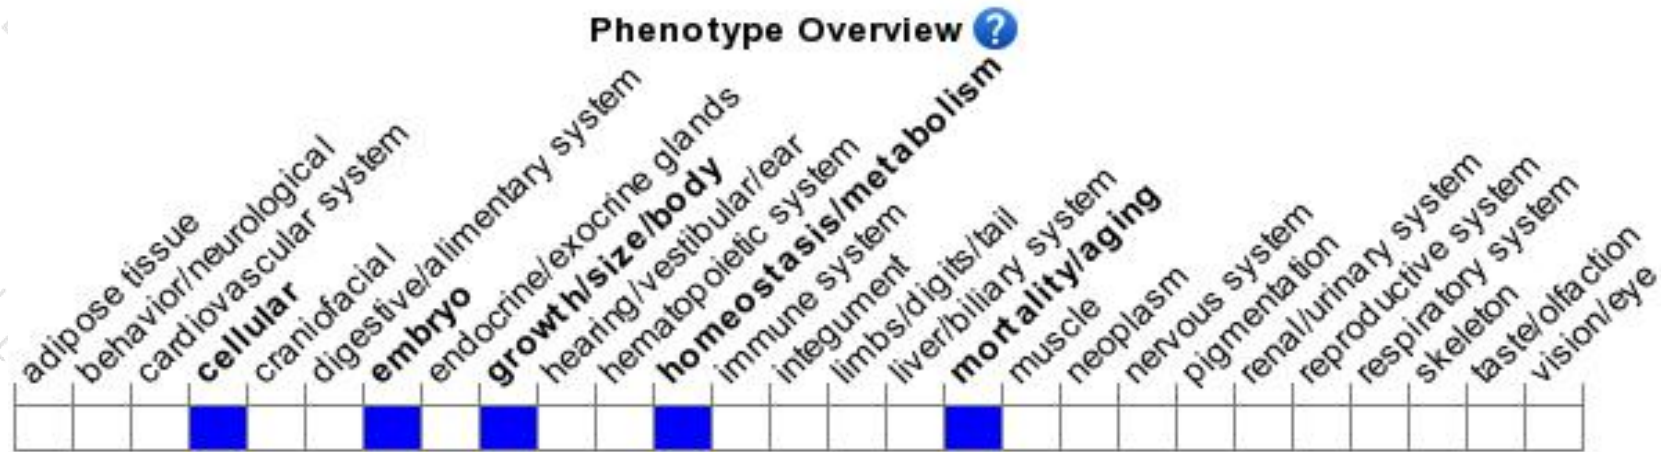 Phenotype Overview ?
adipose tissue
behavior/neurological
cardiovascular system
cellular
craniofacial
digestive/alimentary system
embryo
endocrine/exocrine glands
growth/size/body
hearing/vestibular/ear
hematopoietic system
homeostasis/metabolism
immune system
integument
limbs/digits/tail
liver/biliary system
mortality/aging
muscle
neoplasm
nervous system
pigmentation
renal/urinary system
reproductive system
respiratory system
skeleton
taste/olfaction
vision/eye